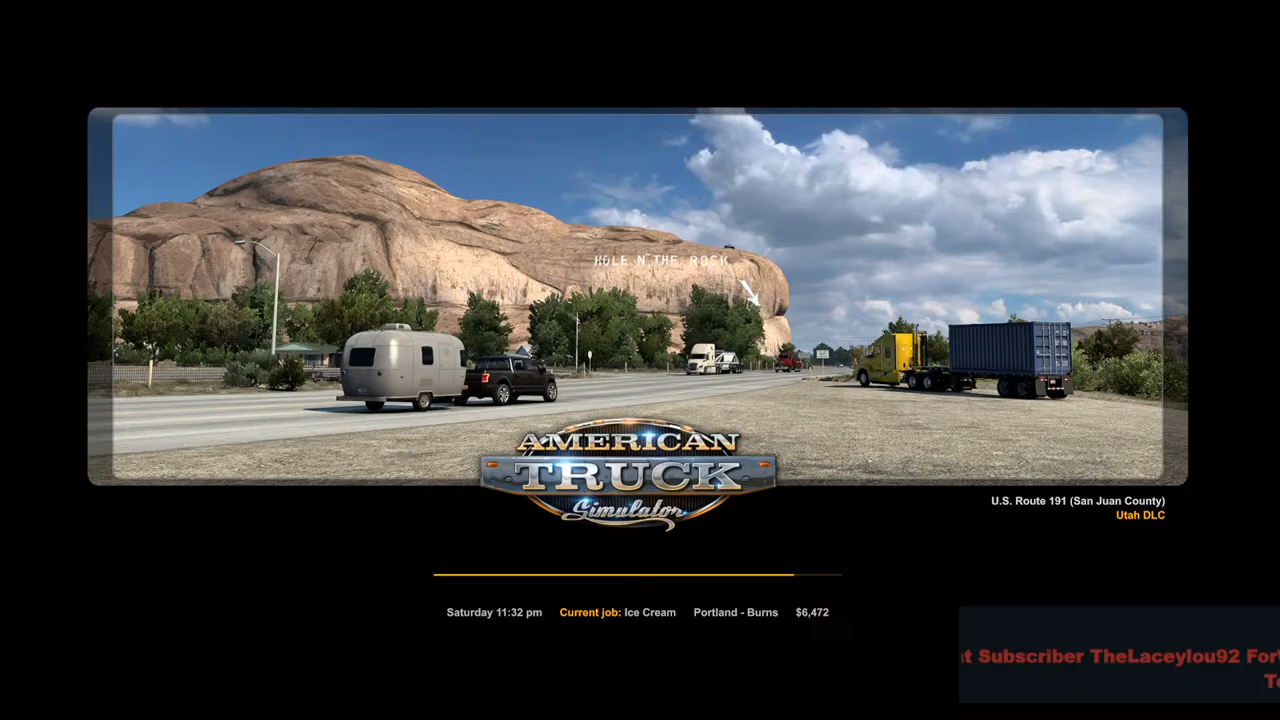 HOLE N" THE ROCK
AMERICAN
TRUCK
Simulator
U.S. Route 191 (San Juan County)
Utah DLC
Saturday 11:32 pm Current job: Ice Cream Portland - Burns $6,472
t Subscriber TheLaceylou92 For
To